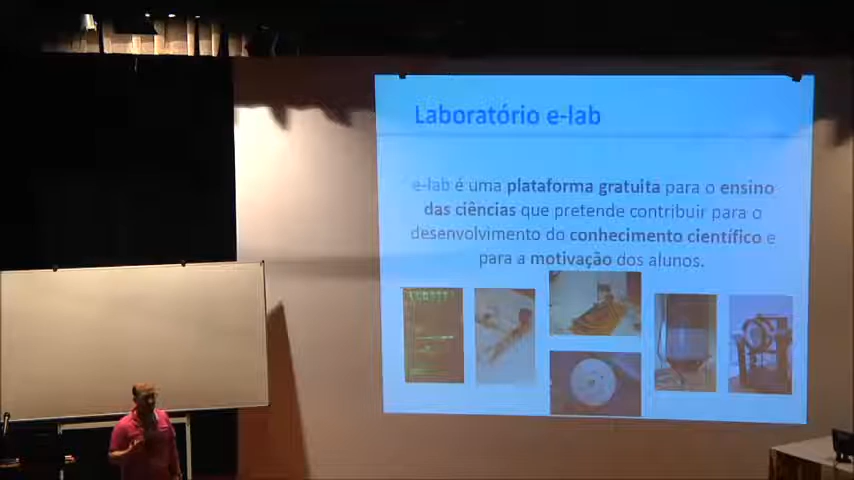 Laboratório e-lab
e-lab é uma plataforma gratuita para o ensino
das ciências que pretende contribuir para o
desenvolvimento do conhecimento científico e
para a motivação dos alunos.